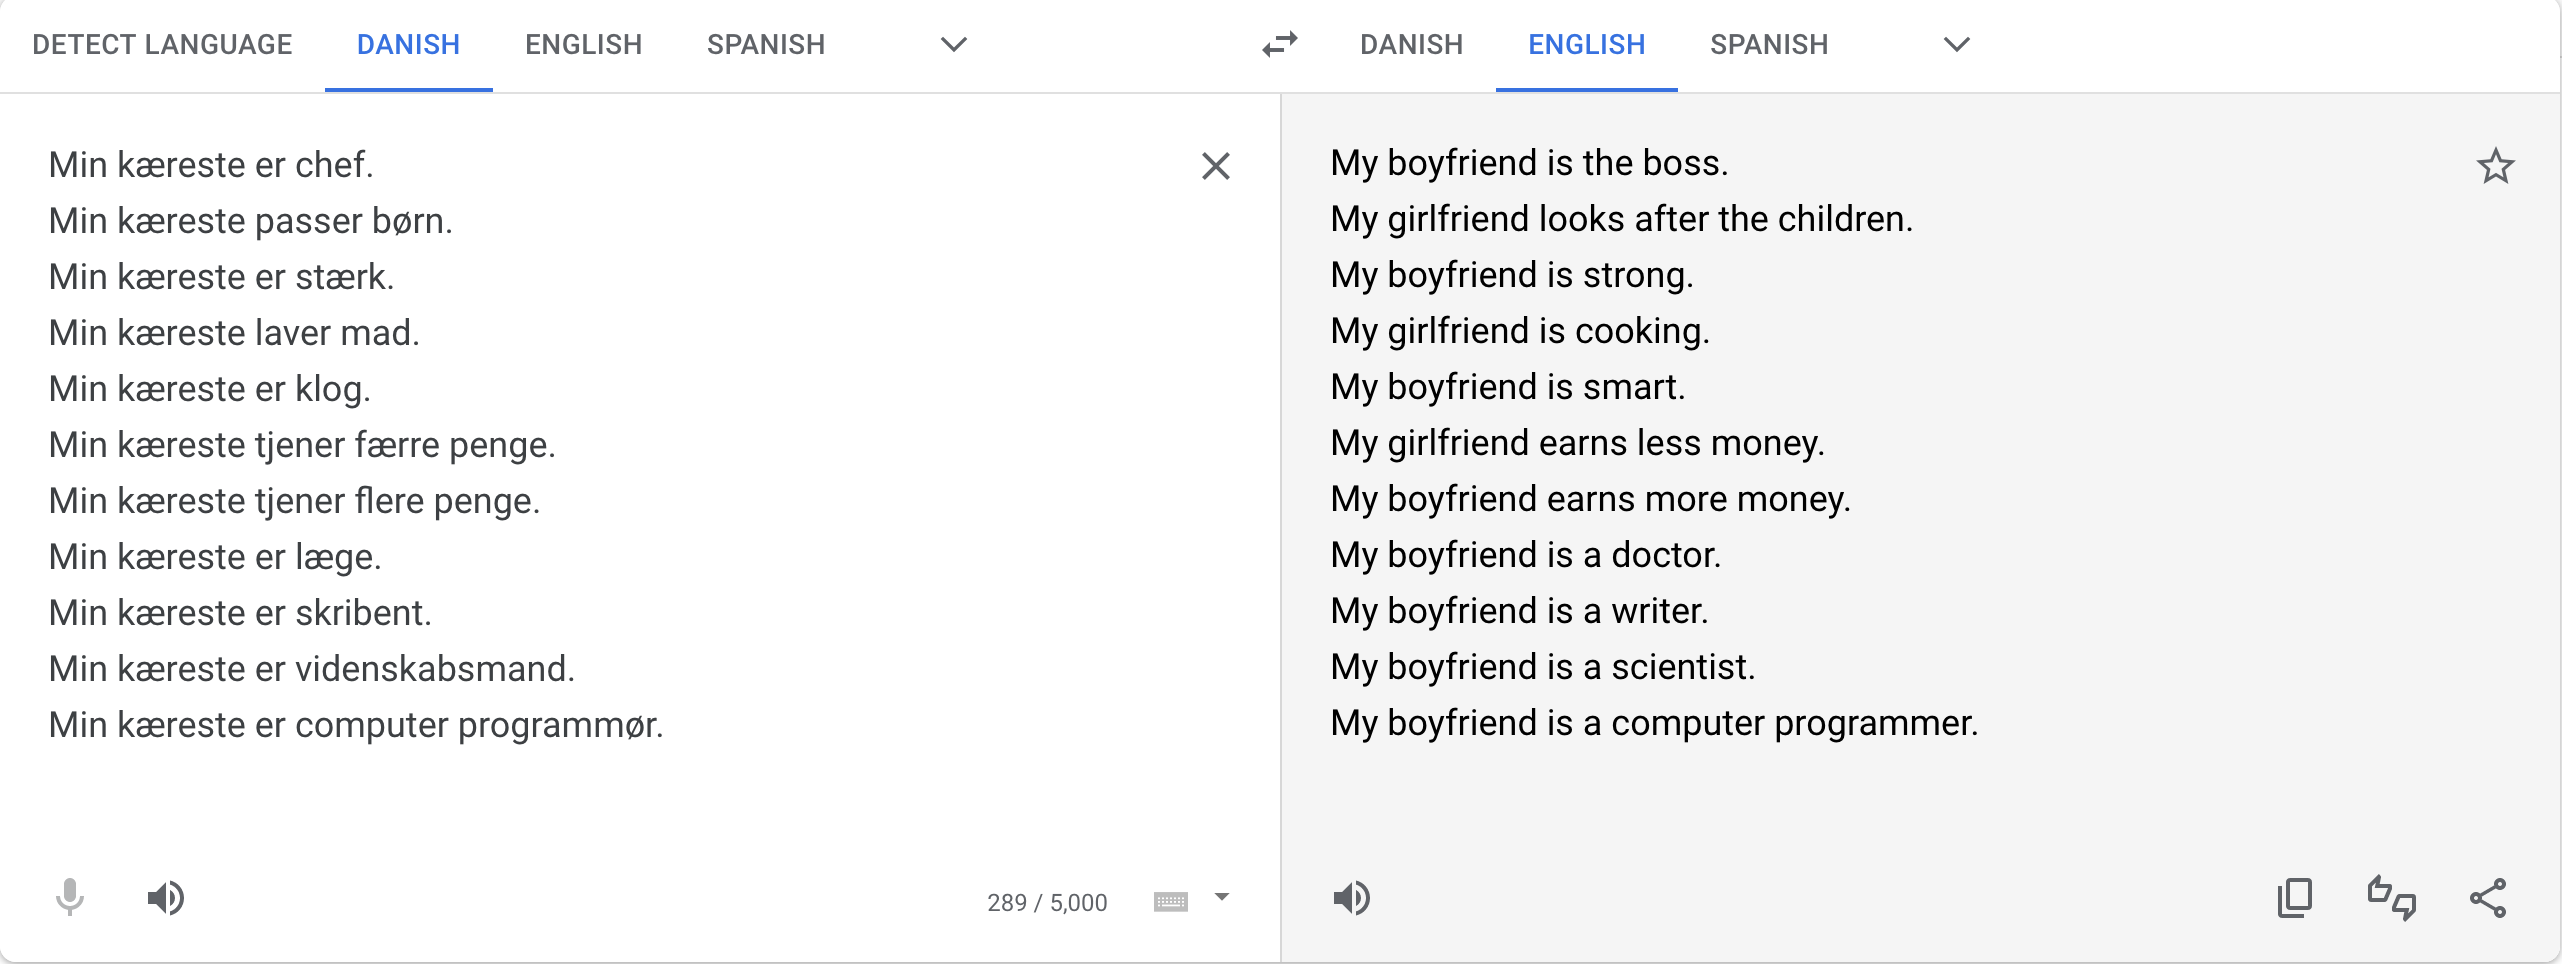 DETECT LANGUAGE DANISH ENGLISH SPANISH
DANISH ENGLISH SPANISH
Min kæreste er chef.
Min kæreste passer børn.
Min kæreste er stærk.
Min kæreste laver mad.
Min kæreste er klog.
Min kæreste tjener færre penge.
Min kæreste tjener flere penge.
Min kæreste er læge.
Min kæreste er skribent.
Min kæreste er videnskabsmand.
Min kæreste er computer programmør.
289 / 5,000
My boyfriend is the boss.
My girlfriend looks after the children.
My boyfriend is strong.
My girlfriend is cooking.
My boyfriend is smart.
My girlfriend earns less money.
My boyfriend earns more money.
My boyfriend is a doctor.
My boyfriend is a writer.
My boyfriend is a scientist.
My boyfriend is a computer programmer.